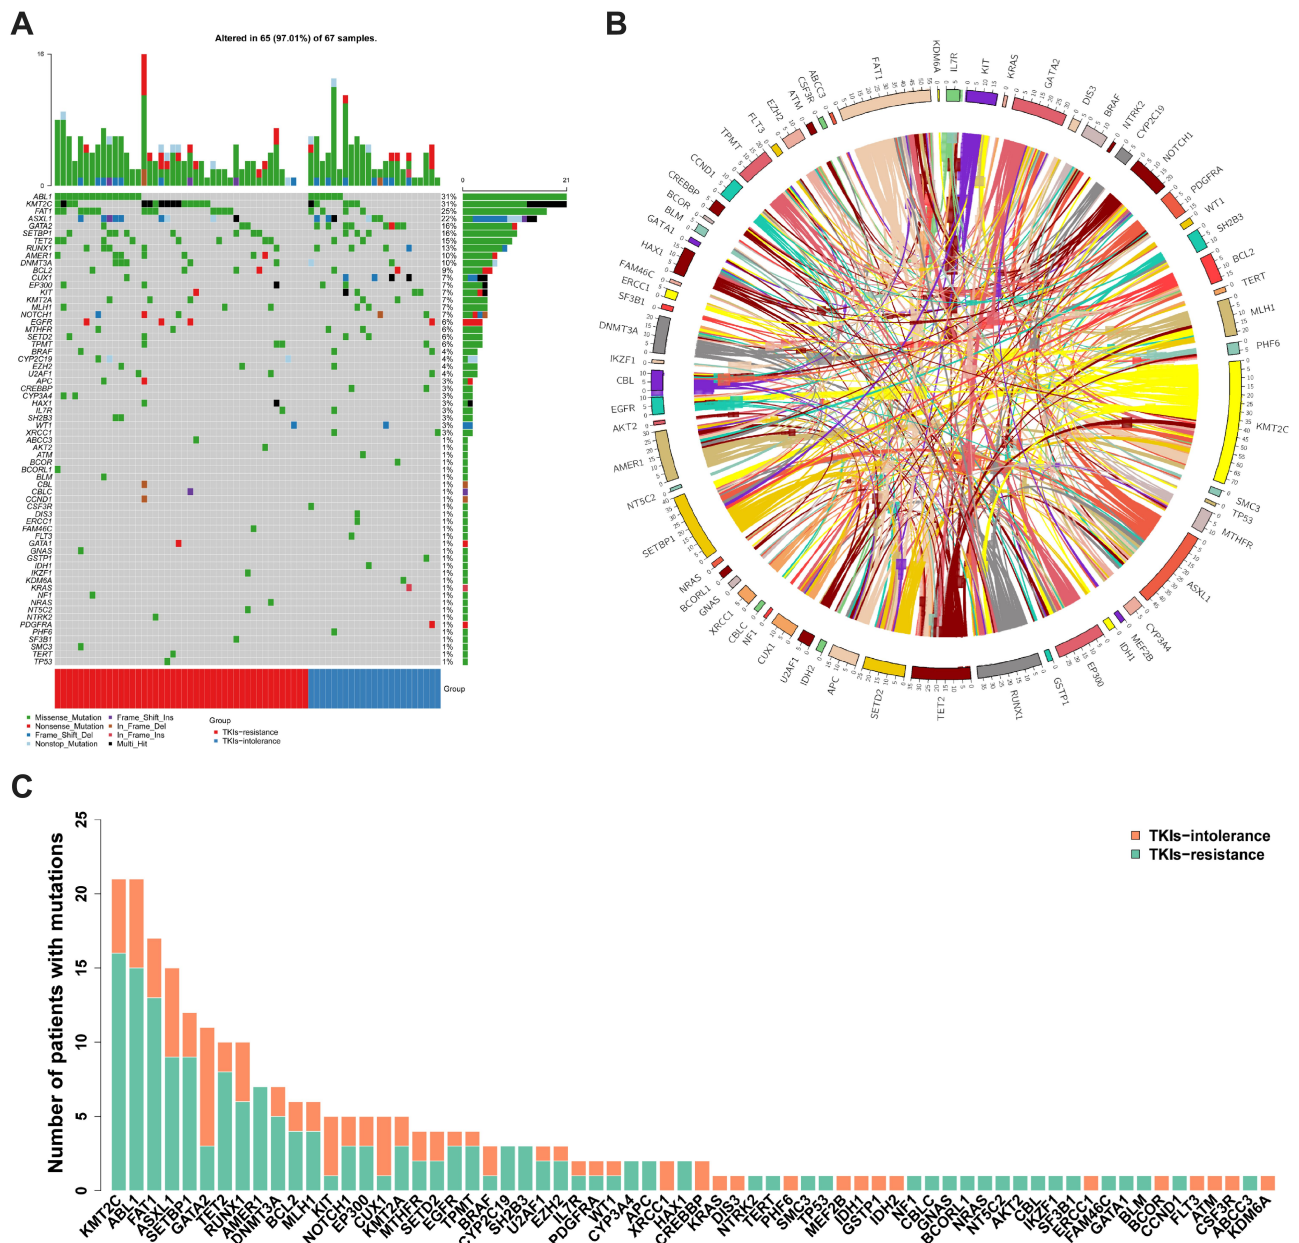 A
Altered in 65 (97.01%) of 67 samples.
16
0
0
21
ABL1 31%
KMT2C 31%
FAT1 25%
ASXL1 22%
GATA2 16%
SETBP1 16%
TET2 15%
RUNX1 13%
AMER1 10%
DNMT3A 10%
BCL2 9%
CUX1 7%
EP300 7%
KIT 7%
KMT2A 7%
MLH1 7%
NOTCH1 7%
EGFR 6%
MTHFR 6%
SETD2 6%
TPMT 6%
BRAF 4%
CYP2C19 4%
EZH2 4%
U2AF1 4%
APC 3%
CREBBP 3%
CYP3A4 3%
HAX1 3%
IL7R 3%
SH2B3 3%
WT1 3%
XRCC1 3%
ABCC3 1%
AKT2 1%
ATM 1%
BCOR 1%
BCORL1 1%
BLM 1%
CBL 1%
CBLC 1%
CCND1 1%
CSF3R 1%
DIS3 1%
ERCC1 1%
FAM46C 1%
FLT3 1%
GATA1 1%
GNAS 1%
GSTP1 1%
IDH1 1%
IKZF1 1%
KDM6A 1%
KRAS 1%
NF1 1%
NRAS 1%
NT5C2 1%
NTRK2 1%
PDGFRA 1%
PHF6 1%
SF3B1 1%
SMC3 1%
TERT 1%
TP53 1%
Group
Missense_Mutation
Nonsense_Mutation
Frame_Shift_Del
Nonstop_Mutation
Frame_Shift_Ins
In_Frame_Del
In_Frame_Ins
Multi_Hit
Group
TKIs-resistance
TKIs-intolerance
B
KDM6A
IL7R
KIT
KRAS
GATA2
DIS3
BRAF
NTRK2
CYP2C19
NOTCH1
PDGFRA
WT1
SH2B3
BCL2
TERT
MLH1
PHF6
KMT2C
SMC3
TP53
MTHFR
ASXL1
CYP3A4
MEF2B
IDH1
EP300
GSTP1
RUNX1
TET2
SETD2
APC
IDH2
U2AF1
CUX1
NF1
CBLC
XRCC1
GNAS
BCORL1
NRAS
SETBP1
NT5C2
AMER1
AKT2
EGFR
CBL
IKZF1
DNMT3A
SF3B1
ERCC1
FAM46C
HAX1
GATA1
BLM
BCOR
CREBBP
CCND1
TPMT
FLT3
EZH2
ATM
CSF3R
ABCC3
FAT1
C
Number of patients with mutations
25
20
15
10
5
0
TKIs-intolerance
TKIs-resistance
KMT2C
ABL1
FAT1
ASXL1
SETBP1
GATA2
TET2
RUNX1
AMER1
DNMT3A
BCL2
MLH1
KIT
NOTCH1
EP300
CUX1
KMT2A
MTHFR
SETD2
EGFR
TPMT
BRAF
CYP2C19
SH2B3
U2AF1
EZH2
IL7R
PDGFRA
WT1
CYP3A4
APC
XRCC1
HAX1
CREBBP
KRAS
DIS3
NTRK2
TERT
PHF6
SMC3
TP53
MEF2B
IDH1
GSTP1
IDH2
NF1
CBLC
GNAS
BCORL1
NRAS
NT5C2
AKT2
CBL
IKZF1
SF3B1
ERCC1
FAM46C
GATA1
BLM
BCOR
CCND1
FLT3
ATM
CSF3R
ABCC3
KDM6A